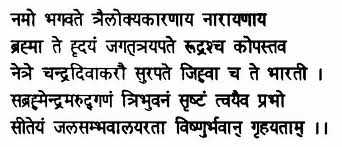 नमो भगवते त्रैलोक्यकारणाय नारायणाय
ब्रह्मा ते हृदयं जगत्त्रयपते रूद्रश्च कोपस्तव
नेत्रे चन्द्रदिवाकरौ सुरपते जिह्वा च ते भारती ।
सब्रह्मेन्द्रमरुद्गणं त्रिभुवनं सृष्टं त्वयैव प्रभो
सीतेयं जलसम्भवालयरता विष्णुर्भवान् गृह्यताम् ।।